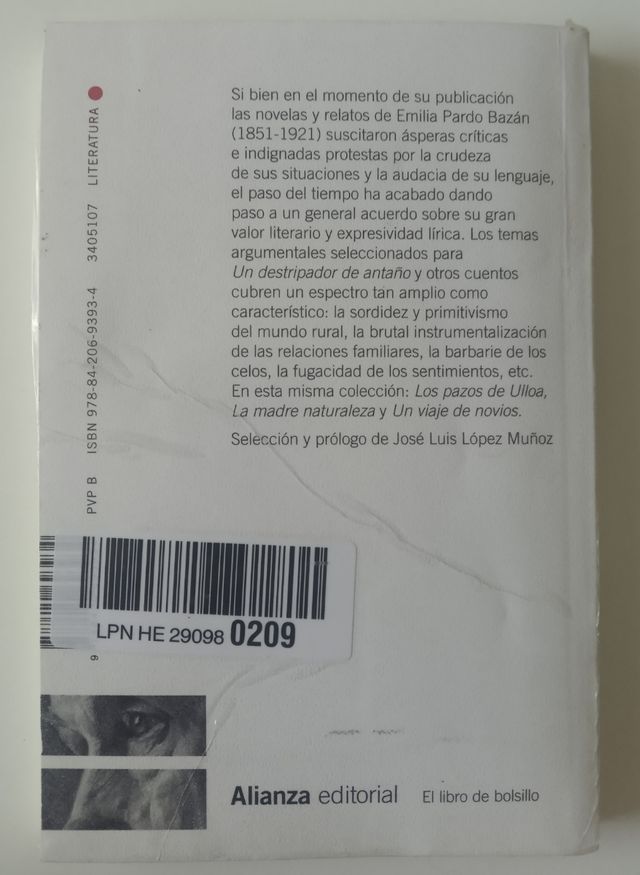 Si bien en el momento de su publicación
las novelas y relatos de Emilia Pardo Bazán
(1851-1921) suscitaron ásperas críticas
e indignadas protestas por la crudeza
de sus situaciones y la audacia de su lenguaje,
el paso del tiempo ha acabado dando
paso a un general acuerdo sobre su gran
valor literario y expresividad lírica. Los temas
argumentales seleccionados para
Un destripador de antaño y otros cuentos
cubren un espectro tan amplio como
característico: la sordidez y primitivismo
del mundo rural, la brutal instrumentalización
de las relaciones familiares, la barbarie de los
celos, la fugacidad de los sentimientos, etc.
En esta misma colección: Los pazos de Ulloa,
La madre naturaleza y Un viaje de novios.
Selección y prólogo de José Luis López Muñoz
PVP B ISBN 978-84-206-9393-4 3405107 LITERATURA
LPN HE 29098 0209
9
Alianza editorial El libro de bolsillo